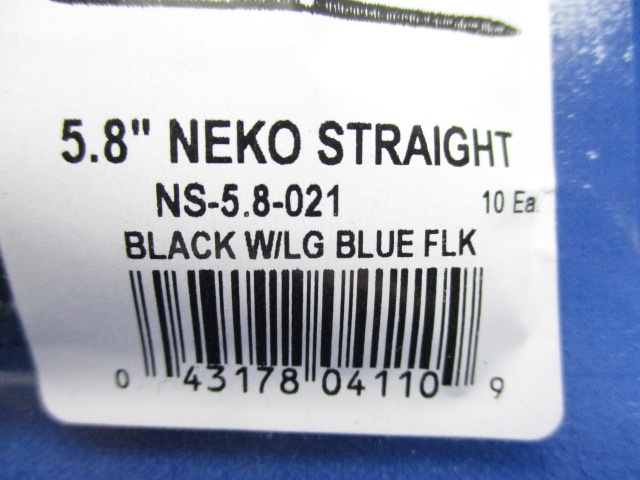 5.8" NEKO STRAIGHT
NS-5.8-021 10 Ea.
BLACK W/LG BLUE FLK
0 43178 04110 9